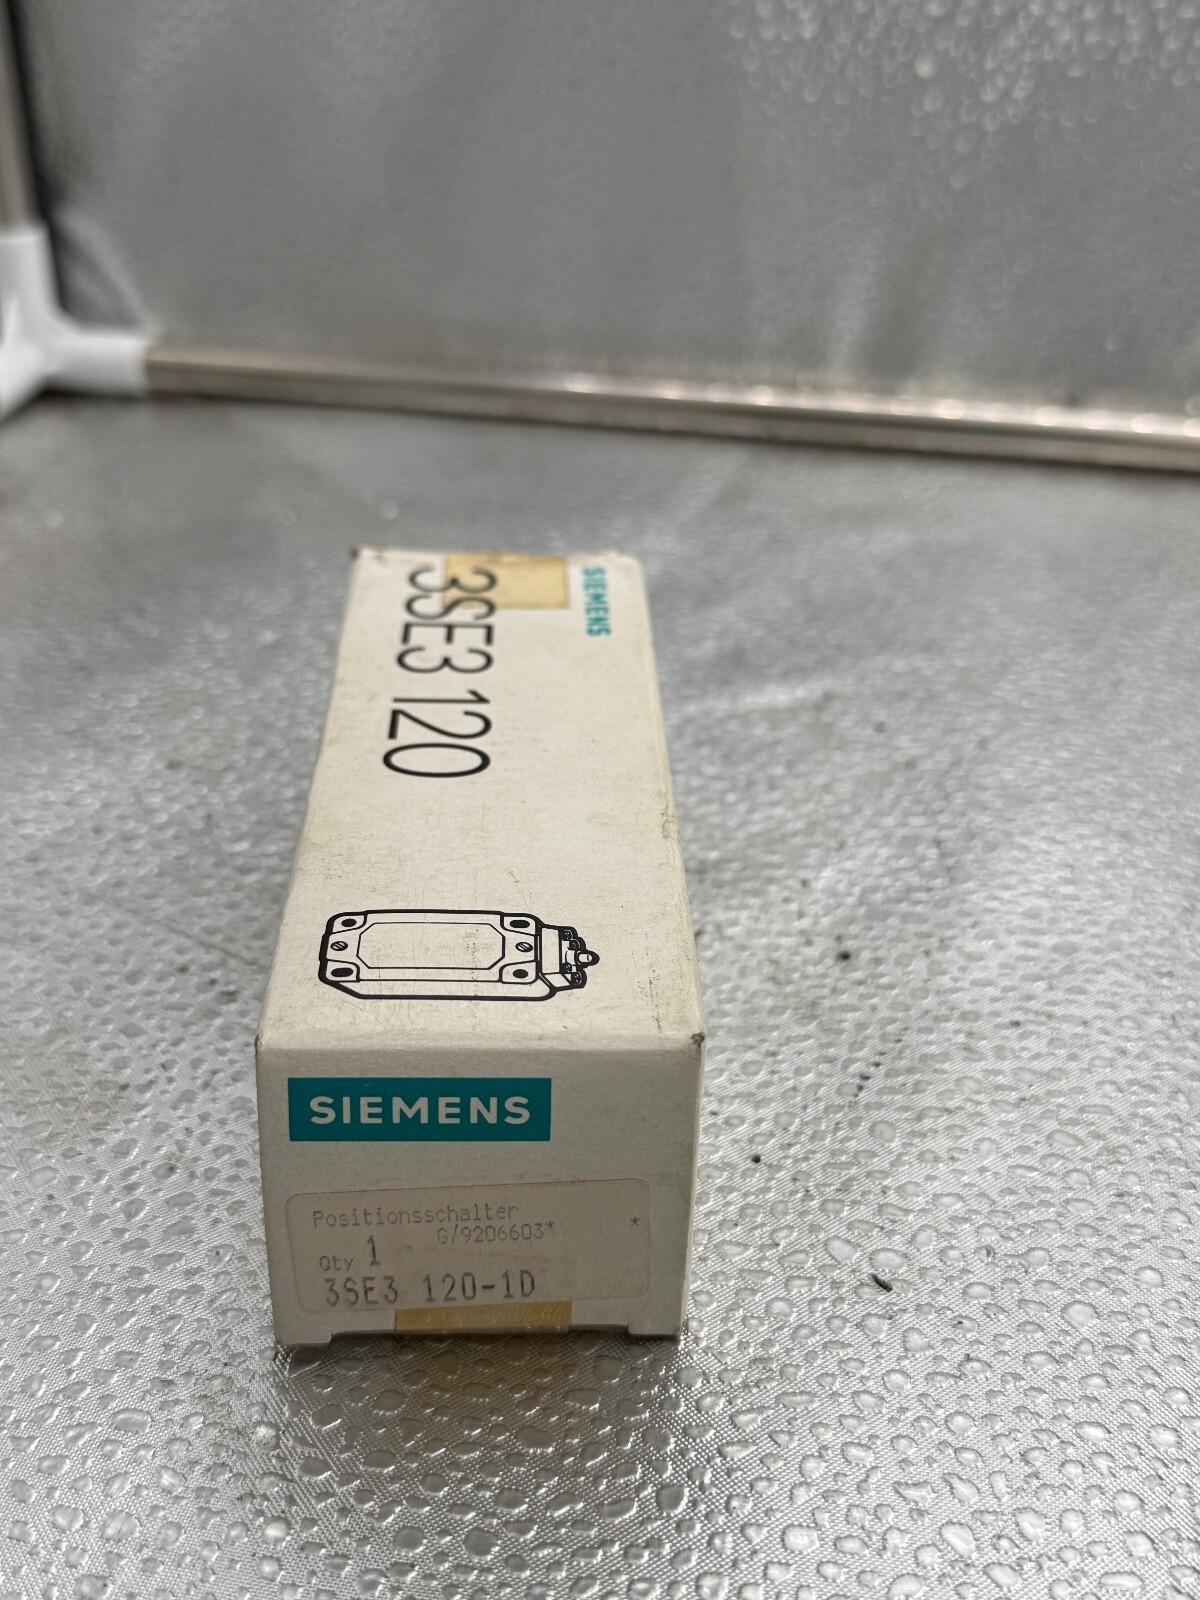 SIEMENS
3SE3 120
SIEMENS
Positionsschalter
G/9206603* *
Qty 1
3SE3 120-1D